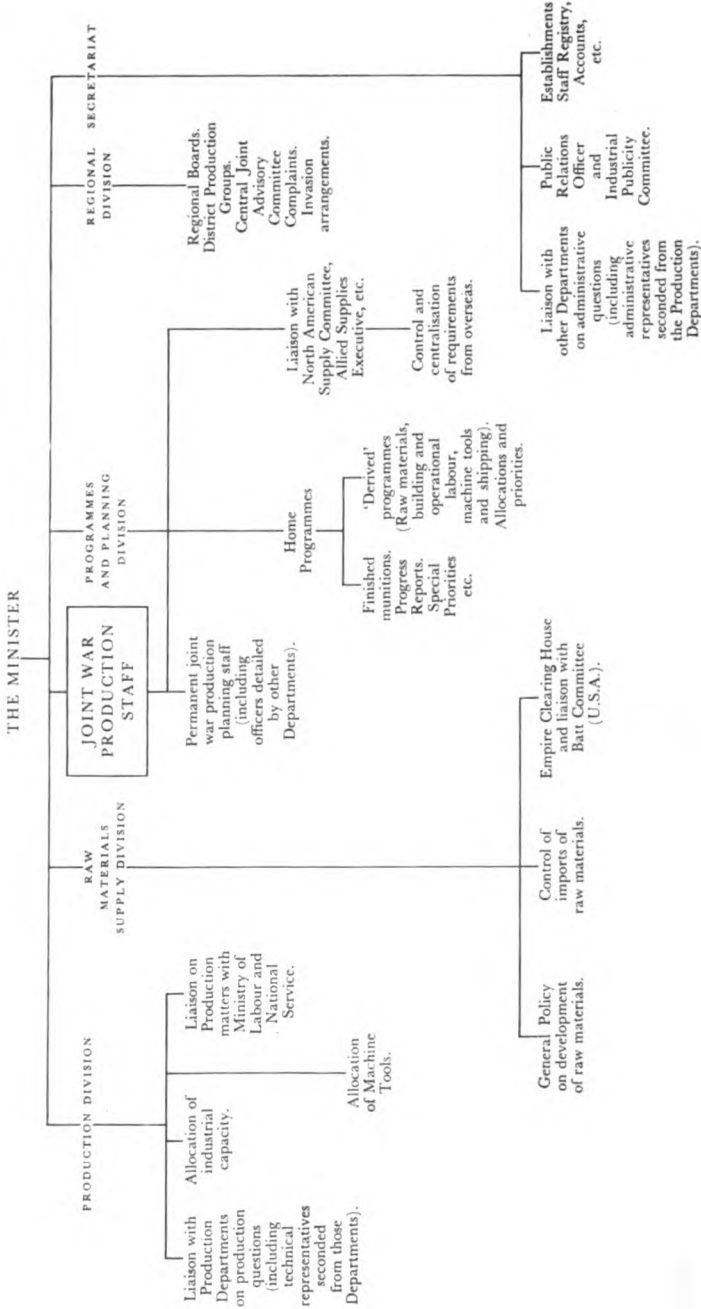 THE MINISTER
PRODUCTION DIVISION
Liaison with
Production
Departments
on production
questions
(including
technical
representatives
seconded
from those
Departments).
Allocation of
industrial
capacity.
Allocation
of Machine
Tools.
Liaison on
Production
matters with
Ministry of
Labour and
National
Service.
RAW
MATERIALS
SUPPLY DIVISION
General Policy
on development
of raw materials.
Control of
imports of
raw materials.
Empire Clearing House
and liaison with
Batt Committee
(U.S.A.).
JOINT WAR
PRODUCTION
STAFF
Permanent joint
war production
planning staff
(including
officers detailed
by other
Departments).
PROGRAMMES
AND PLANNING
DIVISION
Home
Programmes
Finished
munitions.
Progress
Reports.
Special
Priorities
etc.
'Derived'
programmes
(Raw materials,
building and
operational
labour,
machine tools
and shipping).
Allocations and
priorities.
Liaison with
North American
Supply Committee,
Allied Supplies
Executive, etc.
Control and
centralisation
of requirements
from overseas.
REGIONAL
DIVISION
Regional Boards.
District Production
Groups.
Central Joint
Advisory
Committee
Complaints.
Invasion
arrangements.
SECRETARIAT
Liaison with
other Departments
on administrative
questions
(including
administrative
representatives
seconded from
the Production
Departments).
Public
Relations
Officer
and
Industrial
Publicity
Committee.
Establishments
Staff Registry,
Accounts,
etc.